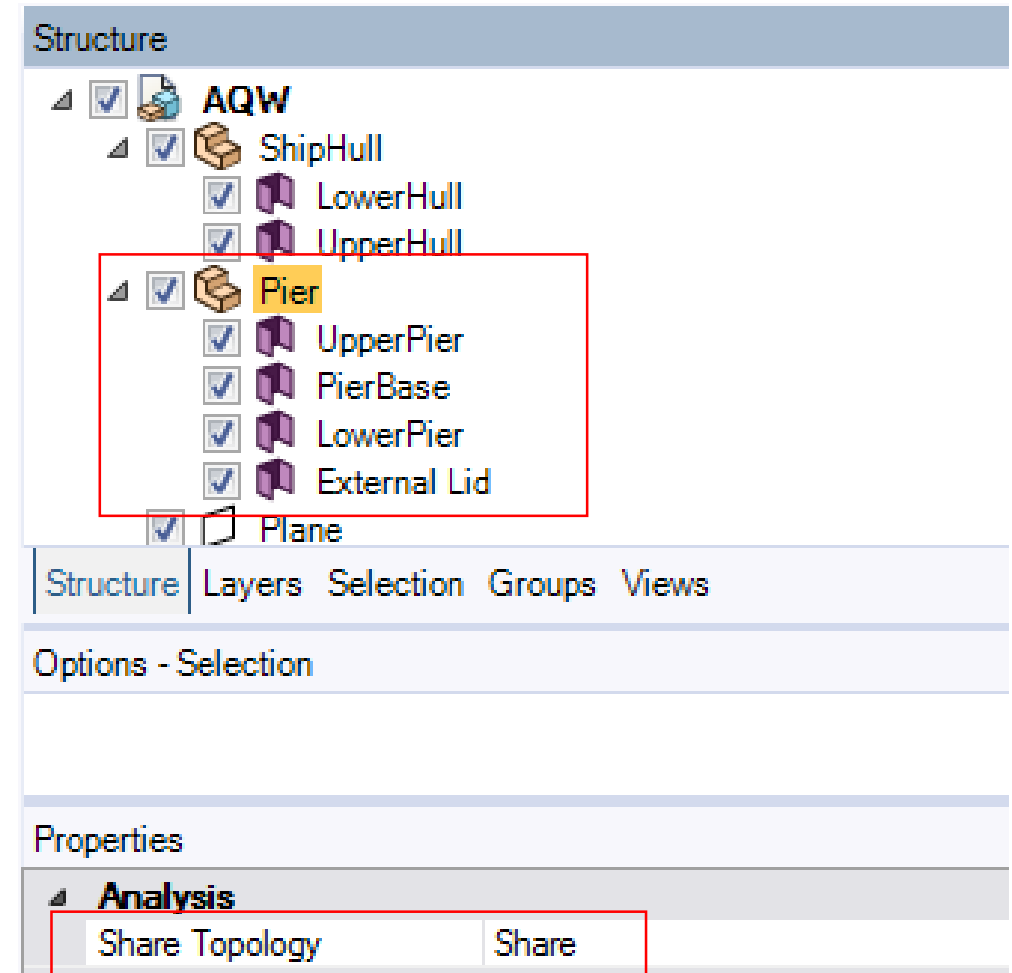 Structure
AQW
ShipHull
LowerHull
UpperHull
Pier
UpperPier
PierBase
LowerPier
External Lid
Plane
Structure Layers Selection Groups Views
Options - Selection
Properties
Analysis
Share Topology Share